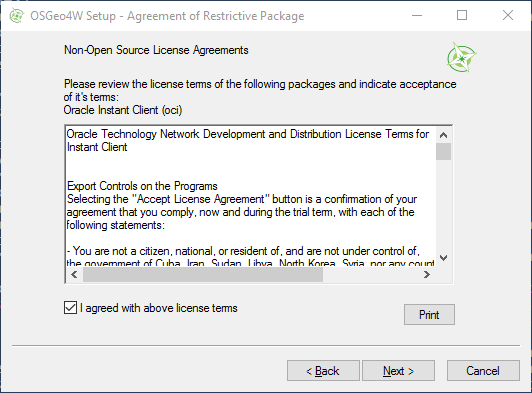 OSGeo4W Setup - Agreement of Restrictive Package
Non-Open Source License Agreements
Please review the license terms of the following packages and indicate acceptance
of it's terms:
Oracle Instant Client (oci)
Oracle Technology Network Development and Distribution License Terms for
Instant Client
Export Controls on the Programs
Selecting the "Accept License Agreement" button is a confirmation of your
agreement that you comply, now and during the trial term, with each of the
following statements:
- You are not a citizen, national, or resident of, and are not under control of,
the government of Cuba, Iran, Sudan, Libya, North Korea, Syria, nor any count
I agreed with above license terms
Print
< Back
Next >
Cancel